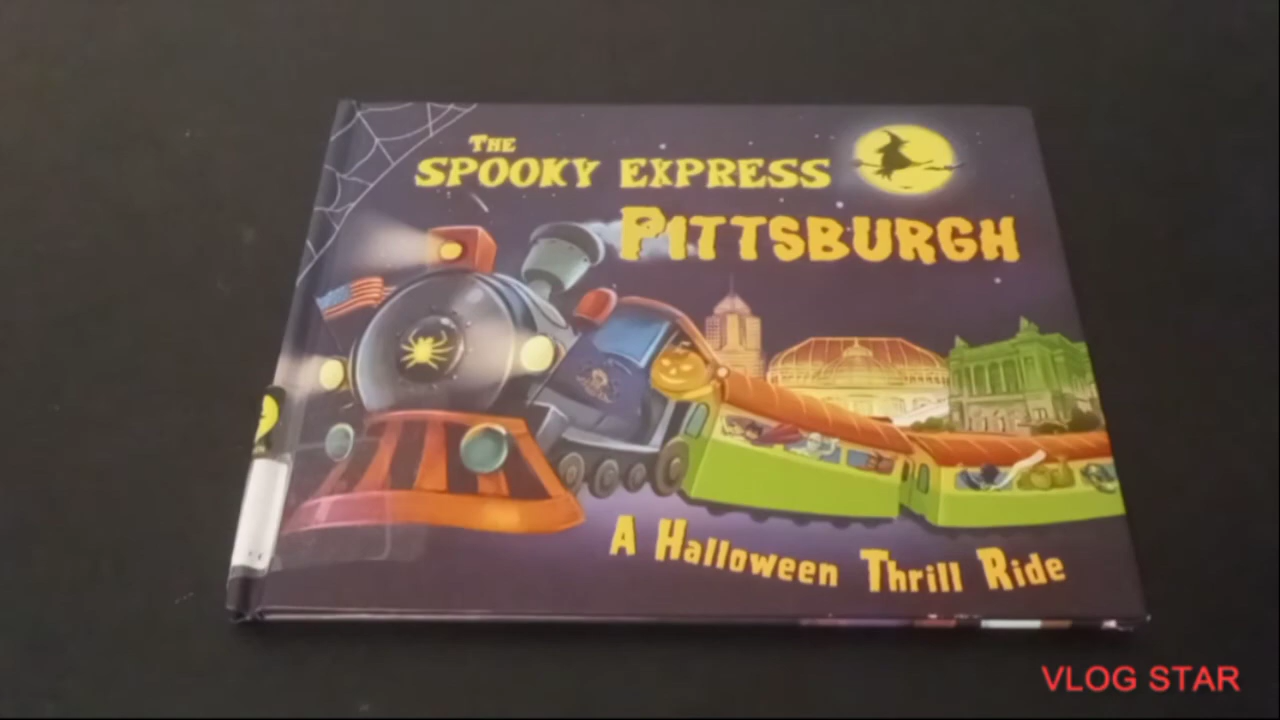 THE
SPOOKY EXPRESS
PITTSBURGH
A Halloween Thrill Ride
VLOG STAR